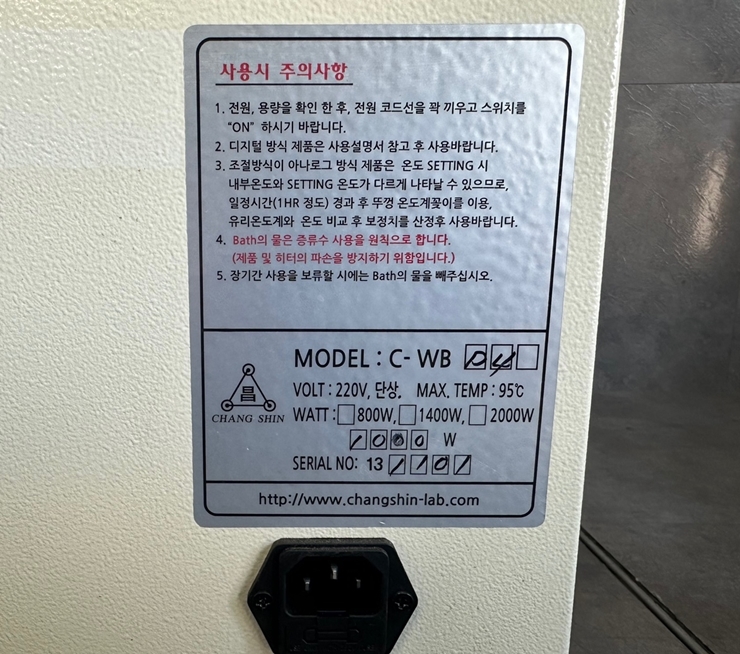 사용시 주의사항
1. 전원, 용량을 확인 한 후, 전원 코드선을 꽉 끼우고 스위치를
“ON” 하시기 바랍니다.
2. 디지털 방식 제품은 사용설명서 참고 후 사용바랍니다.
3. 조절방식이 아나로그 방식 제품은 온도 SETTING 시
내부온도와 SETTING 온도가 다르게 나타날 수 있으므로,
일정시간(1HR 정도) 경과 후 뚜껑 온도계꽂이를 이용,
유리온도계와 온도 비교 후 보정치를 산정후 사용바랍니다.
4. Bath의 물은 증류수 사용을 원칙으로 합니다.
(제품 및 히터의 파손을 방지하기 위함입니다.)
5. 장기간 사용을 보류할 시에는 Bath의 물을 빼주십시오.
昌
CHANG SHIN
MODEL : C- WB
VOLT : 220V, 단상. MAX. TEMP : 95℃
WATT : 800W, 1400W, 2000W
1000 W
SERIAL NO: 13 1101
http://www.changshin-lab.com